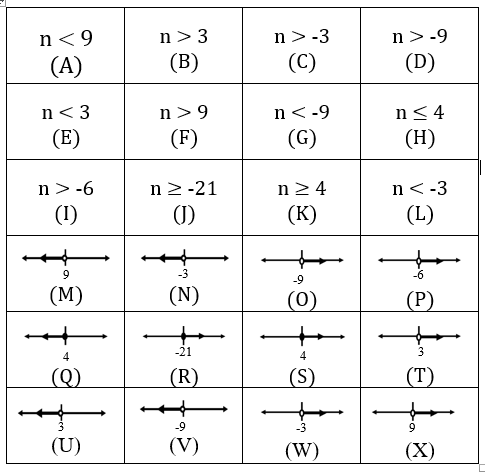 n < 9 n > 3 n > -3 n > -9
(A) (B) (C) (D)
n < 3 n > 9 n < -9 n ≤ 4
(E) (F) (G) (H)
n > -6 n ≥ -21 n ≥ 4 n < -3
(I) (J) (K) (L)
9 -3 -9 -6
(M) (N) (O) (P)
4 -21 4 3
(Q) (R) (S) (T)
3 -9 -3 9
(U) (V) (W) (X)